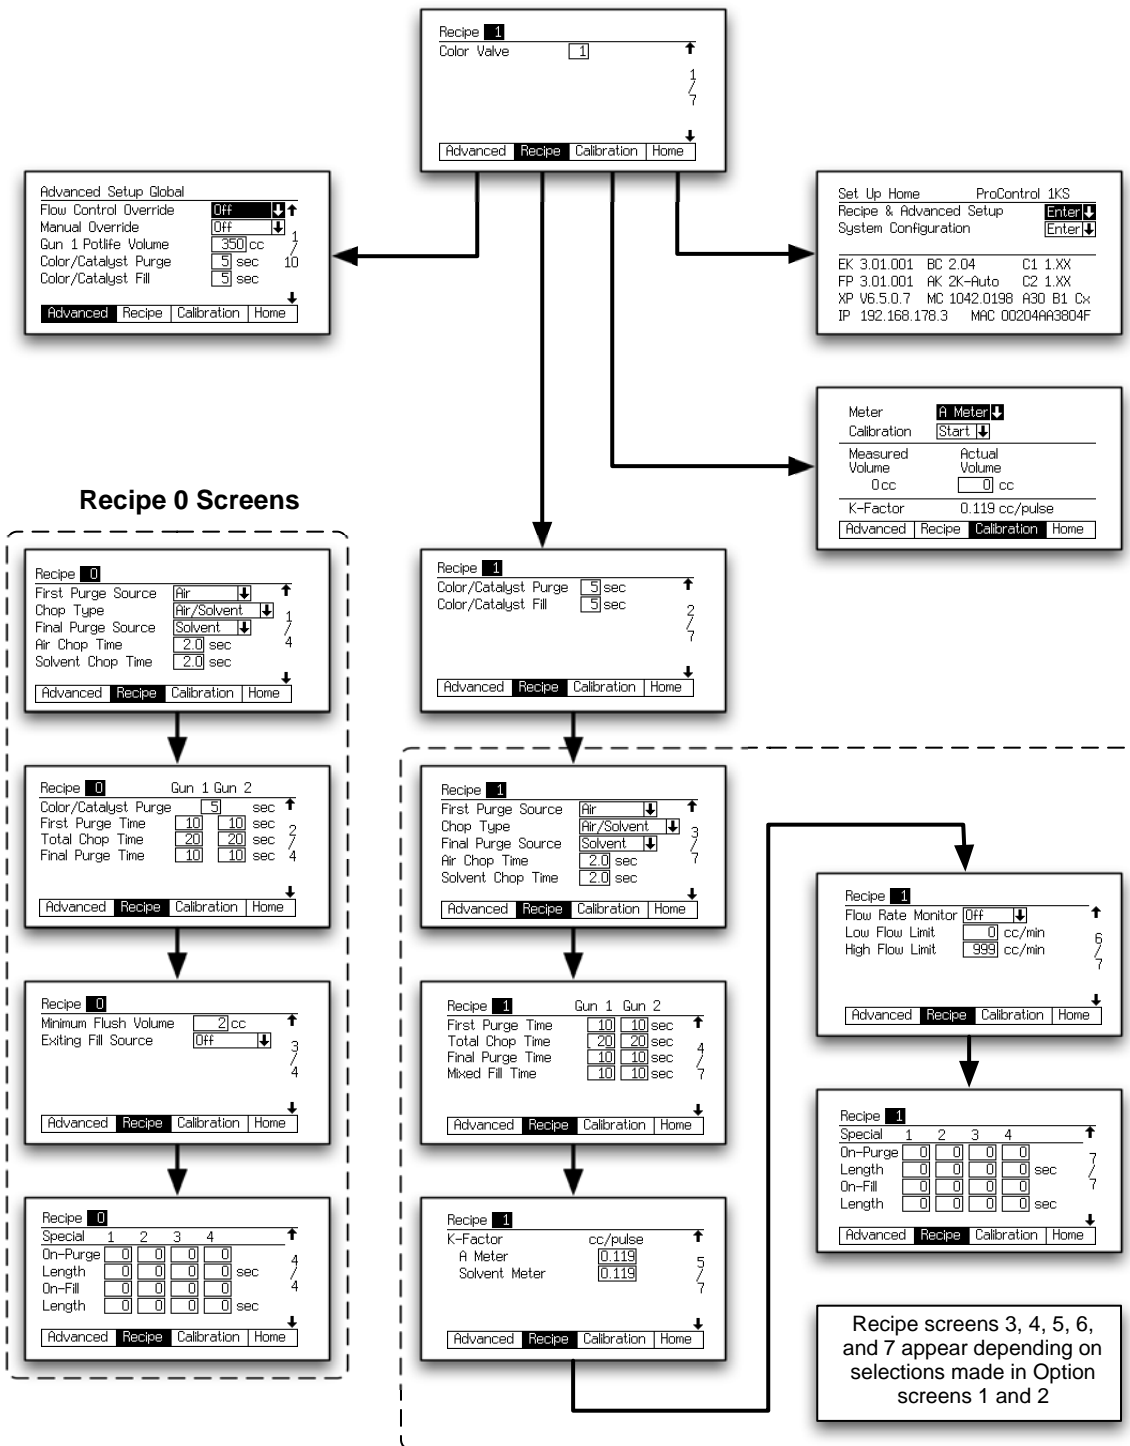 Recipe 1
Color Valve 1
1/7
Advanced Recipe Calibration Home
Advanced Setup Global
Flow Control Override Off
Manual Override Off
Gun 1 Potlife Volume 350 cc
Color/Catalyst Purge 5 sec
Color/Catalyst Fill 5 sec
1/10
Advanced Recipe Calibration Home
Set Up Home ProControl 1KS
Recipe & Advanced Setup Enter
System Configuration Enter
EK 3.01.001 BC 2.04 C1 1.XX
FP 3.01.001 AK 2K-Auto C2 1.XX
XP V6.5.0.7 MC 1042.0198 A30 B1 Cx
IP 192.168.178.3 MAC 00204AA3804F
Meter A Meter
Calibration Start
Measured Actual
Volume Volume
0 cc 0 cc
K-Factor 0.119 cc/pulse
Advanced Recipe Calibration Home
Recipe 0 Screens
Recipe 0
First Purge Source Air
Chop Type Air/Solvent
Final Purge Source Solvent
Air Chop Time 2.0 sec
Solvent Chop Time 2.0 sec
1/4
Advanced Recipe Calibration Home
Recipe 0 Gun 1 Gun 2
Color/Catalyst Purge 5 sec
First Purge Time 10 10 sec
Total Chop Time 20 20 sec
Final Purge Time 10 10 sec
2/4
Advanced Recipe Calibration Home
Recipe 0
Minimum Flush Volume 2 cc
Exiting Fill Source Off
3/4
Advanced Recipe Calibration Home
Recipe 0
Special 1 2 3 4
On-Purge 0 0 0 0
Length 0 0 0 0 sec
On-Fill 0 0 0 0
Length 0 0 0 0 sec
4/4
Advanced Recipe Calibration Home
Recipe 1
Color/Catalyst Purge 5 sec
Color/Catalyst Fill 5 sec
2/7
Advanced Recipe Calibration Home
Recipe 1
First Purge Source Air
Chop Type Air/Solvent
Final Purge Source Solvent
Air Chop Time 2.0 sec
Solvent Chop Time 2.0 sec
3/7
Advanced Recipe Calibration Home
Recipe 1 Gun 1 Gun 2
First Purge Time 10 10 sec
Total Chop Time 20 20 sec
Final Purge Time 10 10 sec
Mixed Fill Time 10 10 sec
4/7
Advanced Recipe Calibration Home
Recipe 1
K-Factor cc/pulse
A Meter 0.119
Solvent Meter 0.119
5/7
Advanced Recipe Calibration Home
Recipe 1
Flow Rate Monitor Off
Low Flow Limit 0 cc/min
High Flow Limit 999 cc/min
6/7
Advanced Recipe Calibration Home
Recipe 1
Special 1 2 3 4
On-Purge 0 0 0 0
Length 0 0 0 0 sec
On-Fill 0 0 0 0
Length 0 0 0 0 sec
7/7
Advanced Recipe Calibration Home
Recipe screens 3, 4, 5, 6,
and 7 appear depending on
selections made in Option
screens 1 and 2